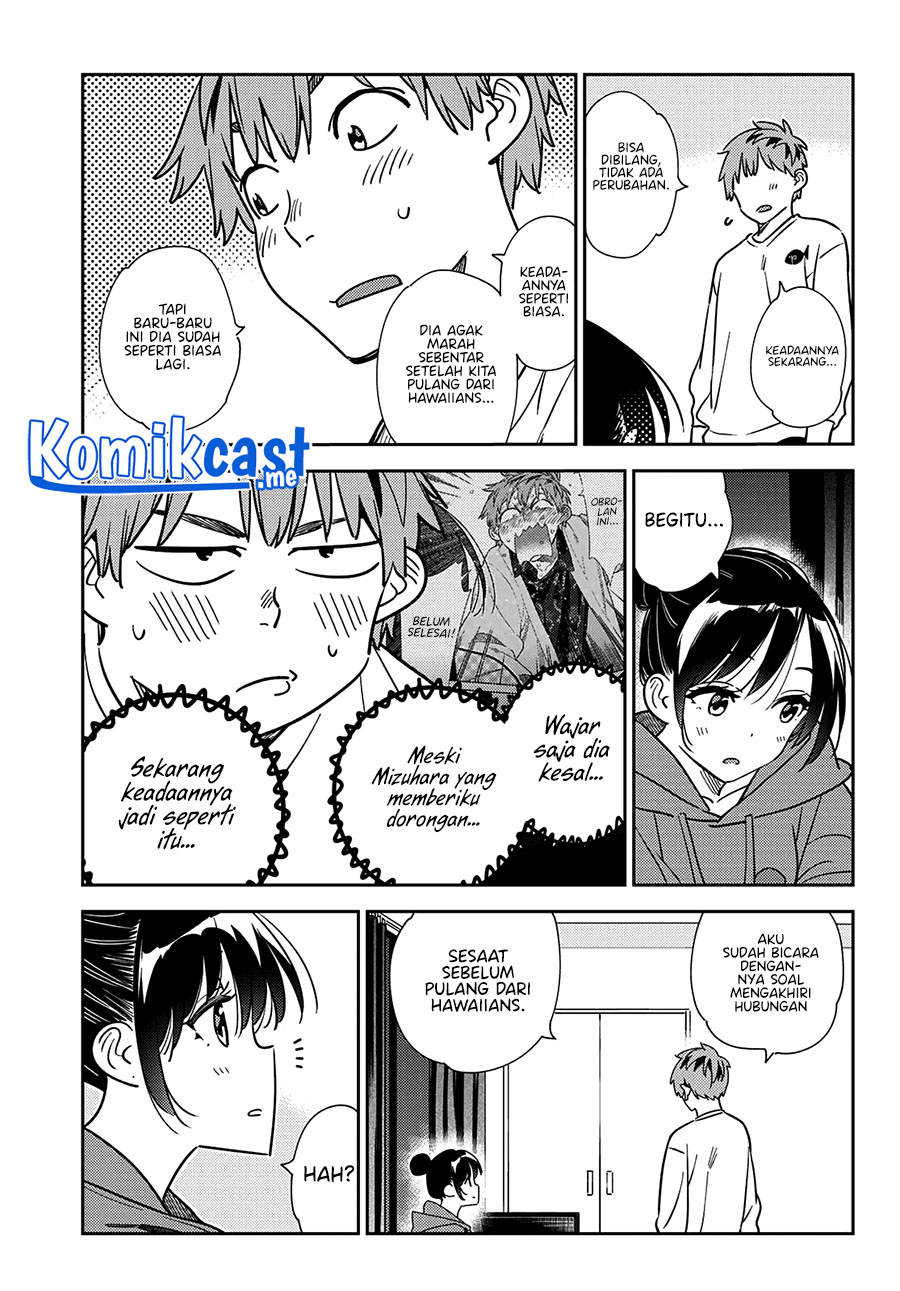 BISA
DIBILANG,
TIDAK ADA
PERUBAHAN.
KEADAANNYA
SEKARANG...
KEADA-
ANNYA
SEPERTI
BIASA.
DIA AGAK
MARAH
SEBENTAR
SETELAH KITA
PULANG DARI
HAWAIIANS...
TAPI
BARU-BARU
INI DIA SUDAH
SEPERTI BIASA
LAGI.
Komikcast
.me
BEGITU...
OBRO-
LAN
INI...
BELUM
SELESAI!
Wajar
saja dia
kesal...
Meski
Mizuhara yang
memberiku
dorongan...
Sekarang
keadaannya
jadi seperti
itu...
AKU
SUDAH BICARA
DENGAN-
NYA SOAL
MENGAKHIRI
HUBUNGAN
SESAAT
SEBELUM
PULANG DARI
HAWAIIANS.
HAH?